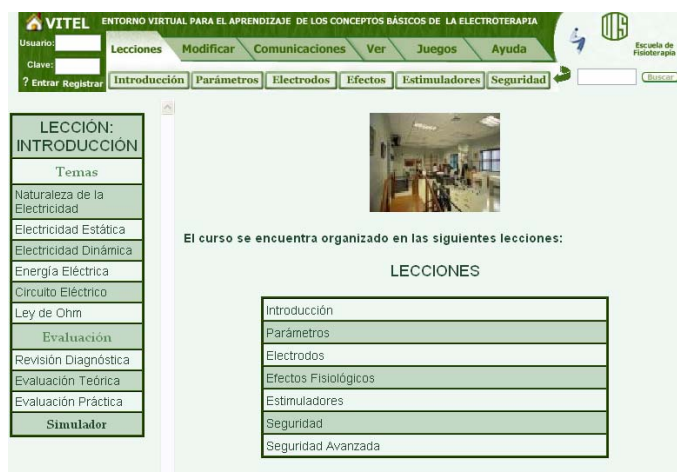 VITEL ENTORNO VIRTUAL PARA EL APRENDIZAJE DE LOS CONCEPTOS BÁSICOS DE LA ELECTROTERAPIA
Usuario:
Clave:
? Entrar Registrar
Lecciones Modificar Comunicaciones Ver Juegos Ayuda
Introducción Parámetros Electrodos Efectos Estimuladores Seguridad
Escuela de
Fisioterapia
Buscar
LECCIÓN:
INTRODUCCIÓN
Temas
Naturaleza de la
Electricidad
Electricidad Estática
Electricidad Dinámica
Energía Eléctrica
Circuito Eléctrico
Ley de Ohm
Evaluación
Revisión Diagnóstica
Evaluación Teórica
Evaluación Práctica
Simulador
El curso se encuentra organizado en las siguientes lecciones:
LECCIONES
Introducción
Parámetros
Electrodos
Efectos Fisiológicos
Estimuladores
Seguridad
Seguridad Avanzada